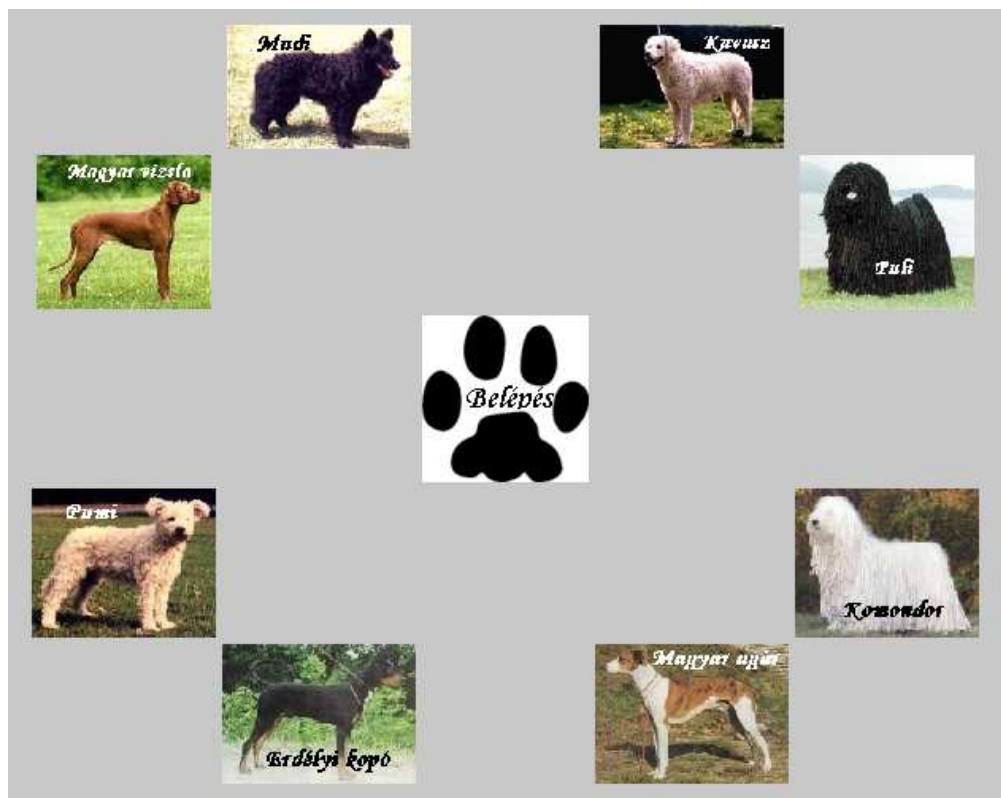 Mudi
Kuvasz
Magyar vizsla
Puli
Belépés
Pumi
Komondor
Magyar agár
Erdélyi kopó